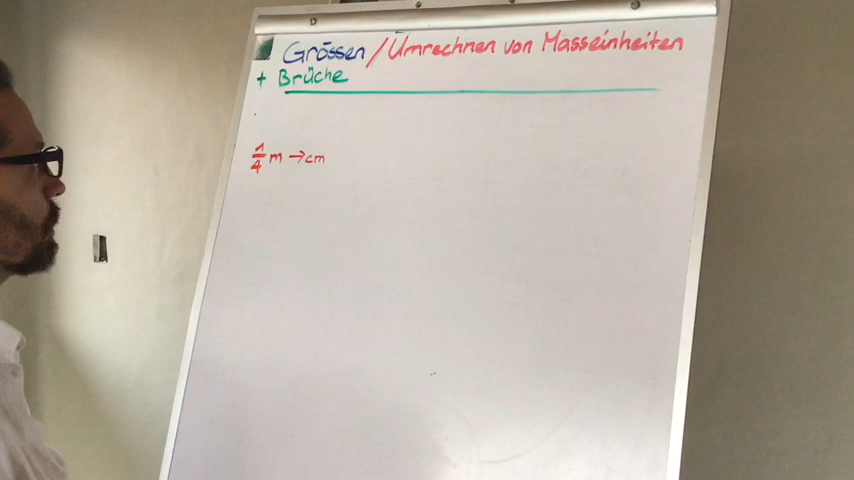 Grössen / Umrechnen von Masseinheiten
+ Brüche
1/4 m → cm